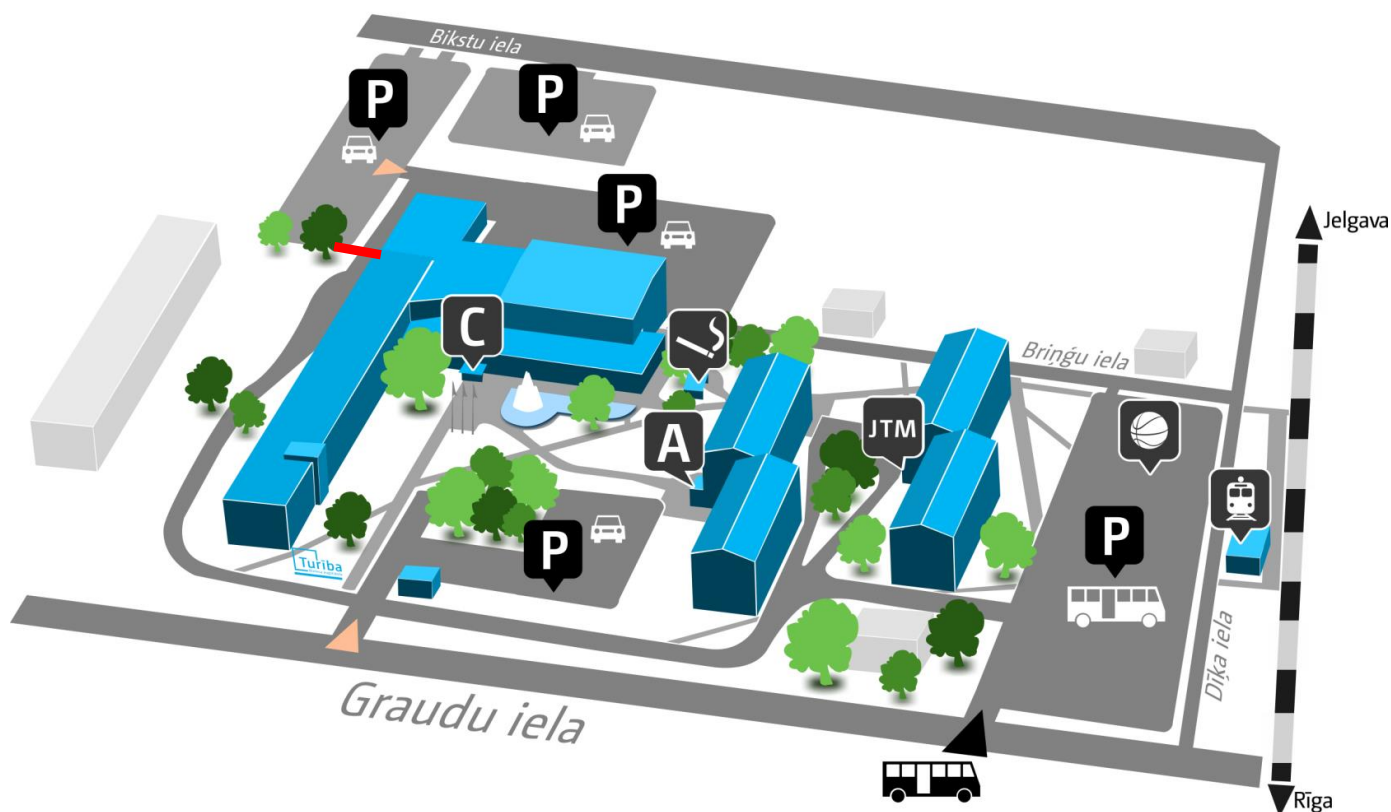 Bikstu iela
P
P
P
Jelgava
C
Briņģu iela
A
JTM
P
P
Turība
Dīķa iela
Graudu iela
Rīga